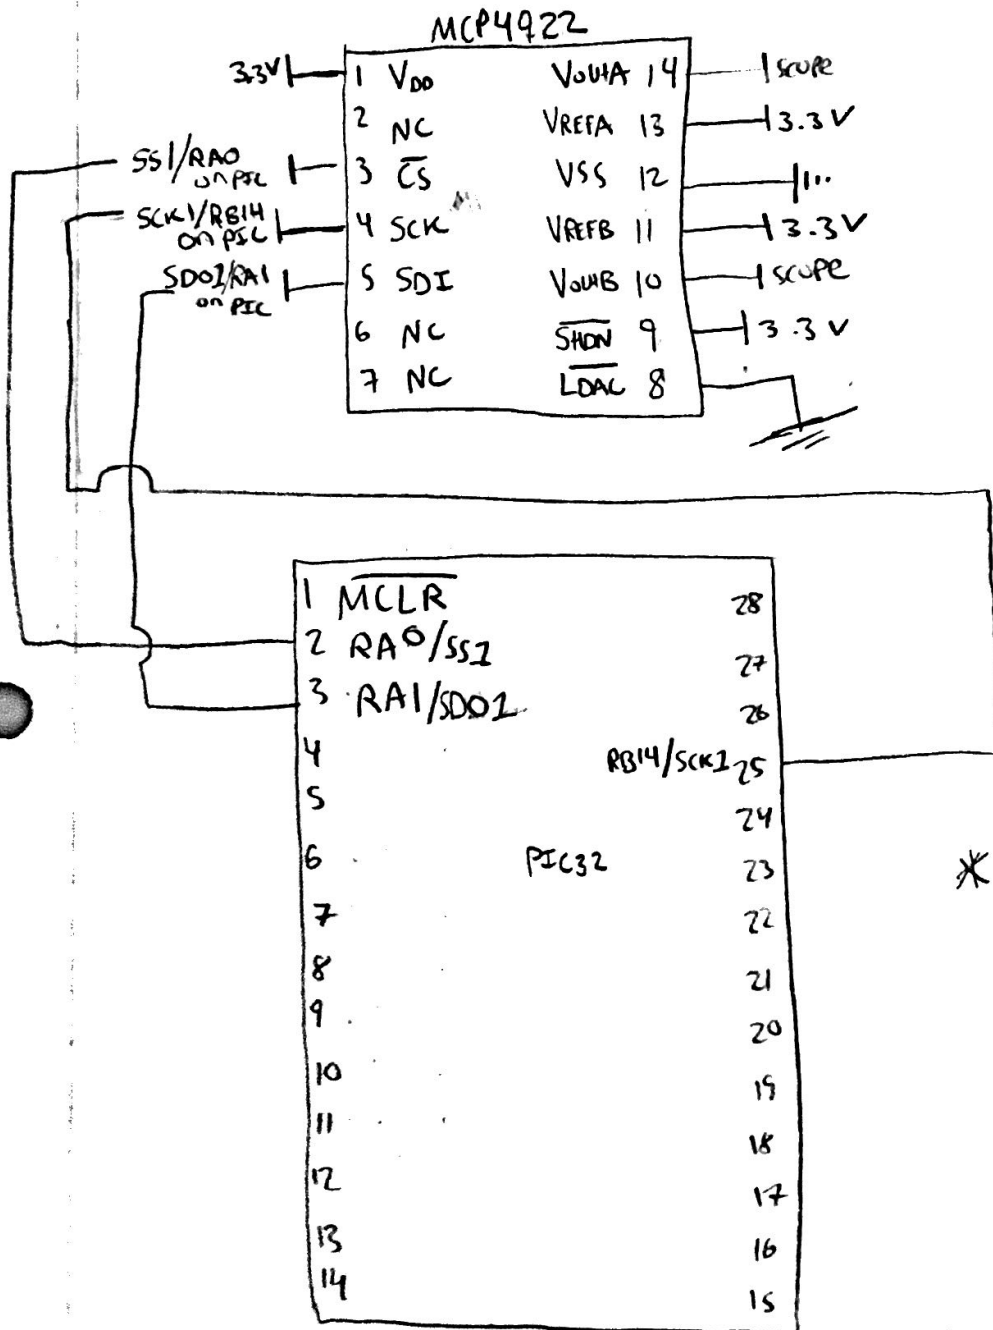 MCP4922
3.3V 1 VDD VoutA 14 scope
2 NC VREFA 13 3.3V
SS1/RA0 on PIC 3 CS VSS 12
SCK1/RB14 on PIC 4 SCK VREFB 11 3.3V
SDO1/RA1 on PIC 5 SDI VoutB 10 scope
6 NC SHDN 9 3.3V
7 NC LDAC 8
1 MCLR 28
2 RA0/SS1 27
3 RA1/SDO1 26
4 RB14/SCK1 25
5 24
6 PIC32 23 *
7 22
8 21
9 20
10 19
11 18
12 17
13 16
14 15